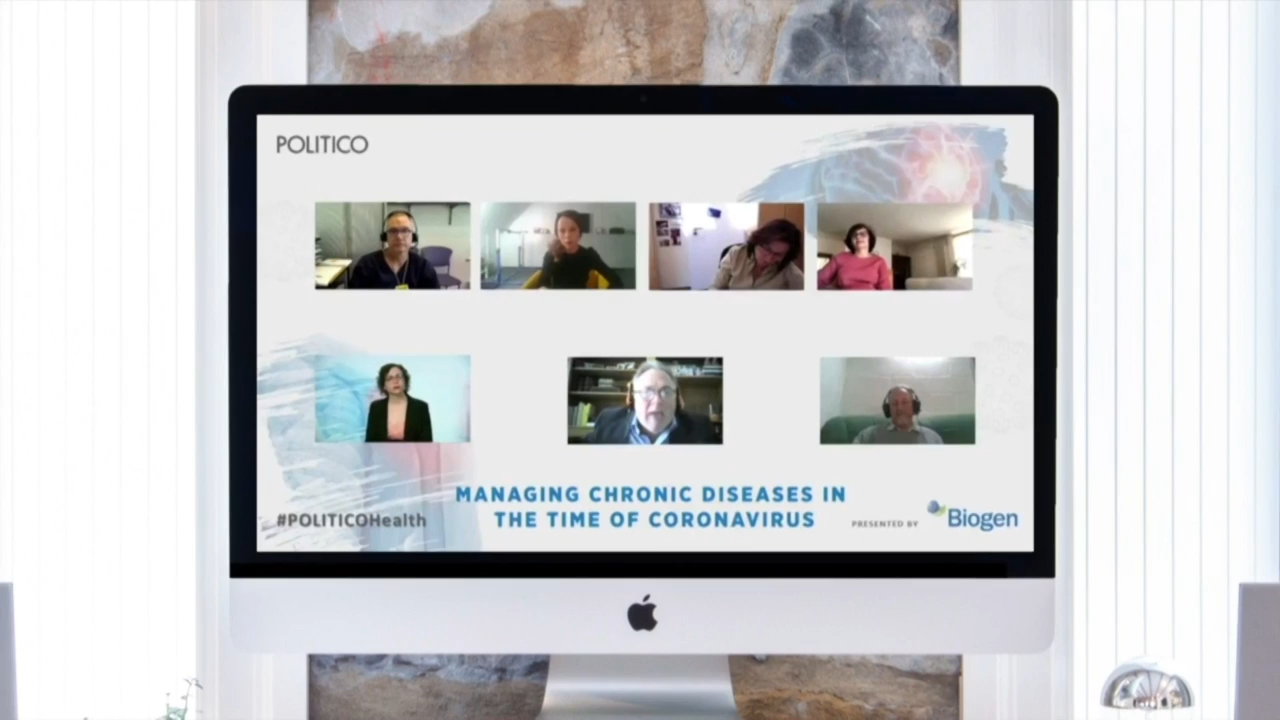 POLITICO
MANAGING CHRONIC DISEASES IN
THE TIME OF CORONAVIRUS
#POLITICOHealth
PRESENTED BY
Biogen